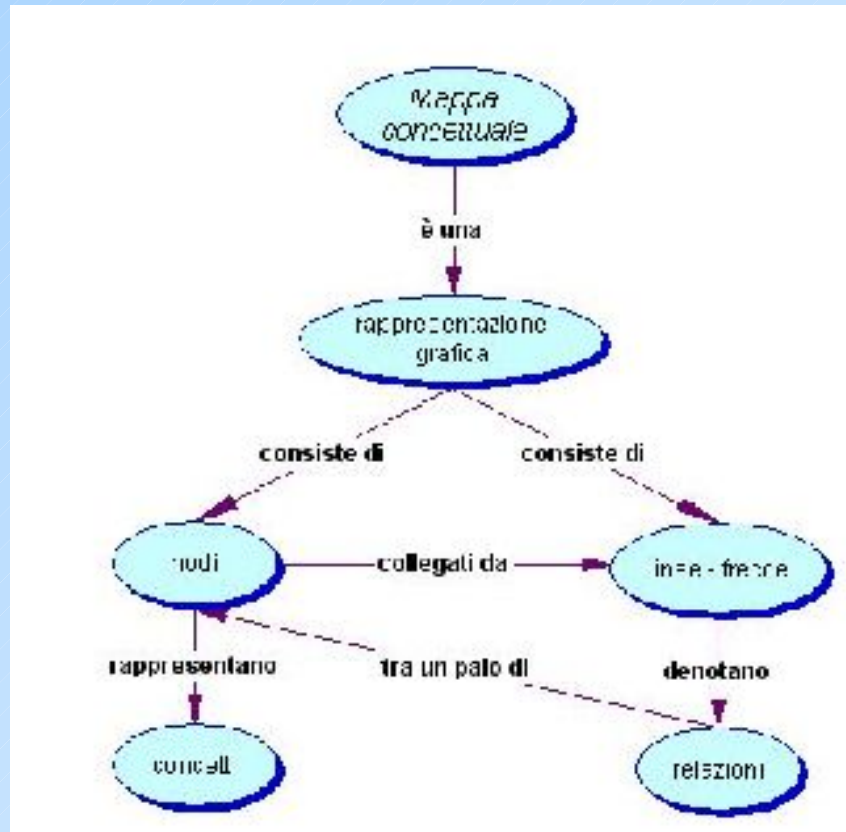 Mappa
concettuale
è una
rappresentazione
grafica
consiste di
consiste di
nodi
collegati da
linee - frecce
rappresentano
tra un paio di
denotano
concetti
relazioni